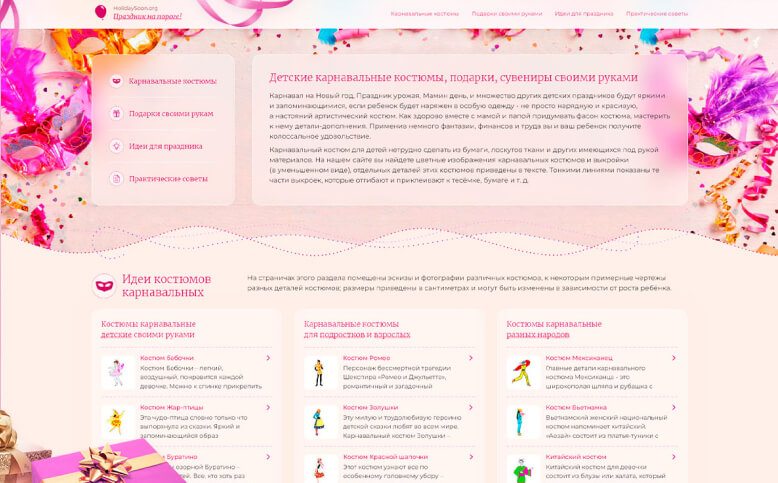 HolidaySoon.org
Праздник на пороге!
Карнавальные костюмы
Подарки своими руками
Идеи для праздника
Практические советы
Карнавальные костюмы
Подарки своими рукам
Идеи для праздника
Практические советы
Детские карнавальные костюмы, подарки, сувениры своими руками
Карнавал на Новый год, Праздник урожая, Мамин день, и множество других детских праздников будут яркими
и запоминающимися, если ребенок будет наряжен в особую одежду - не просто нарядную и красивую,
а настоящий артистический костюм. Как здорово вместе с мамой и папой придумать фасон костюма, мастерить
к нему детали-дополнения. Применив немного фантазии, финансов и труда вы и ваш ребенок получите
колоссальное удовольствие.
Карнавальный костюм для детей нетрудно сделать из бумаги, лоскутов ткани и других имеющихся под рукой
материалов. На нашем сайте вы найдете цветные изображения карнавальных костюмов и выкройки
(в уменьшенном виде), отдельных деталей этих костюмов приведены в тексте. Тонкими линиями показаны те
части выкроек, которые отгибают и приклеивают к тесьме, бумаге и т. д.
Идеи костюмов
карнавальных
На страничах этого раздела помещены эскизы и фотографии различных костюмов, к некоторым примерные чертежы
разных деталей костюмов; размеры приведены в сантиметрах и могут быть изменены в зависимости от роста ребенка.
Костюмы карнавальные
детские своими руками
Костюм Бабочки
Костюм Бабочки - легкий,
воздушный, понравится каждой
девочке. Можно к спинке прикрепить
Костюм Жар-птицы
Эта чудо-птица словно только что
выпорхнула из сказки. Яркий и
запоминающийся образ
Буратино
озорной Буратино -
тей. Все, кто хоть раз
Костюмы карнавальные
для подростков и взрослых
Костюм Ромео
Персонаж бессмертной трагедии
Шекспира «Ромео и Джульетта»,
романтичный и загадочный
Костюм Золушки
Эту милую и трудолюбивую героиню
детской сказки любят во всем мире.
Карнавальный костюм Золушки -
Костюм Красной шапочки
Этот костюм узнают все по
особенному головному убору -
Костюмы карнавальные
разных народов
Костюм Мексиканец
Главные детали карнавального
костюма Мексиканца - это
широкополая шляпа и рубашка с
Костюм Вьетнамка
Вьетнамский женский национальный
костюм напоминает китайский.
«Аозай» состоит из платья-туники с
Китайский костюм
Китайский костюм для девочки
состоит из блузы или халата, который